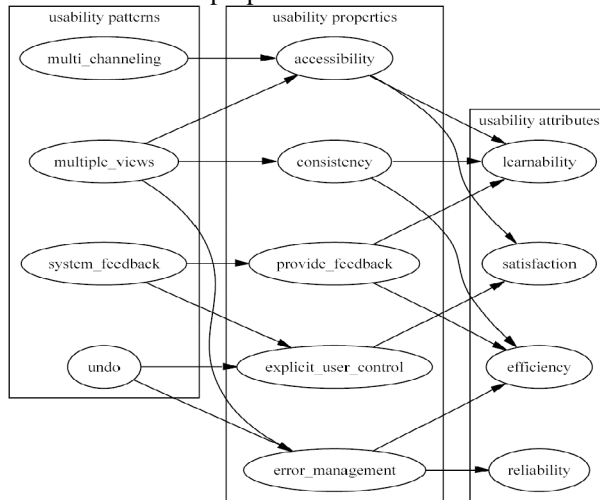 usability patterns
usability properties
multi_channeling
accessibility
usability attributes
multiple_views
consistency
learnability
system_feedback
provide_feedback
satisfaction
undo
explicit_user_control
efficiency
error_management
reliability